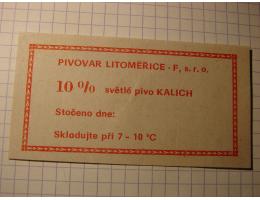 PIVOVAR LITOMĚŘICE - F, s. r. o.
10 % světlé pivo KALICH
Stočeno dne:
Skladujte při 7 - 10 °C